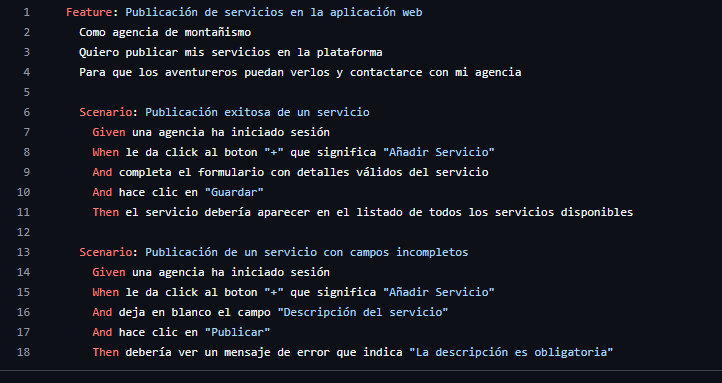 1 Feature: Publicación de servicios en la aplicación web
2 Como agencia de montañismo
3 Quiero publicar mis servicios en la plataforma
4 Para que los aventureros puedan verlos y contactarce con mi agencia
5
6 Scenario: Publicación exitosa de un servicio
7 Given una agencia ha iniciado sesión
8 When le da click al boton "+" que significa "Añadir Servicio"
9 And completa el formulario con detalles válidos del servicio
10 And hace clic en "Guardar"
11 Then el servicio debería aparecer en el listado de todos los servicios disponibles
12
13 Scenario: Publicación de un servicio con campos incompletos
14 Given una agencia ha iniciado sesión
15 When le da click al boton "+" que significa "Añadir Servicio"
16 And deja en blanco el campo "Descripción del servicio"
17 And hace clic en "Publicar"
18 Then debería ver un mensaje de error que indica "La descripción es obligatoria"